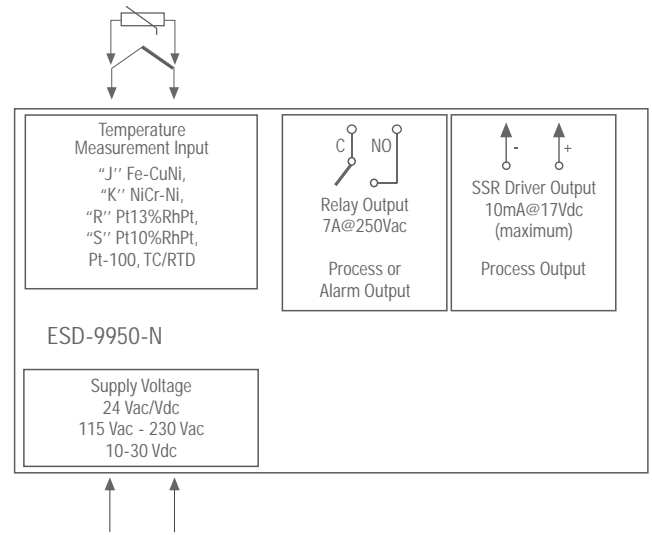 Temperature
Measurement Input
"J'' Fe-CuNi,
"K'' NiCr-Ni,
"R'' Pt13%RhPt,
"S'' Pt10%RhPt,
Pt-100, TC/RTD
C
NO
Relay Output
7A@250Vac
Process or
Alarm Output
-
+
SSR Driver Output
10mA@17Vdc
(maximum)
Process Output
ESD-9950-N
Supply Voltage
24 Vac/Vdc
115 Vac - 230 Vac
10-30 Vdc